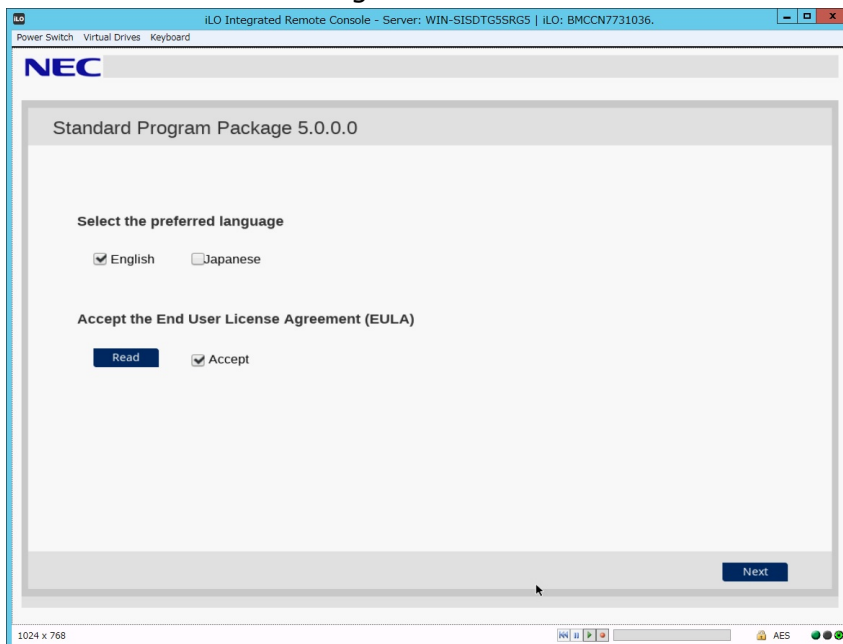 iLO
iLO Integrated Remote Console - Server: WIN-SISDTG5SRG5 | iLO: BMCCN7731036.
Power Switch Virtual Drives Keyboard
NEC
Standard Program Package 5.0.0.0
Select the preferred language
English Japanese
Accept the End User License Agreement (EULA)
Read Accept
Next
1024 x 768 AES